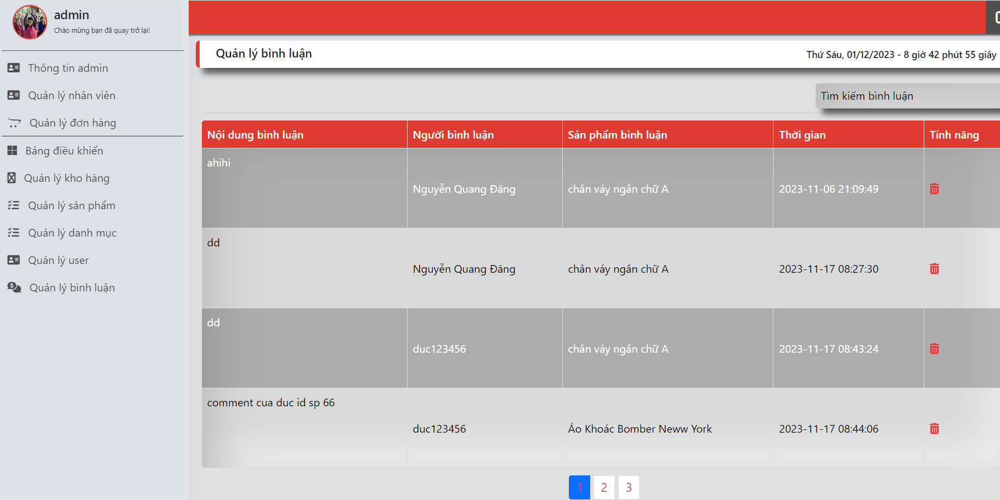 admin
Chào mừng bạn đã quay trở lại!
Thông tin admin
Quản lý nhân viên
Quản lý đơn hàng
Bảng điều khiển
Quản lý kho hàng
Quản lý sản phẩm
Quản lý danh mục
Quản lý user
Quản lý bình luận
Quản lý bình luận
Thứ Sáu, 01/12/2023 - 8 giờ 42 phút 55 giây
Tìm kiếm bình luận
Nội dung bình luận Người bình luận Sản phẩm bình luận Thời gian Tính năng
ahihi
Nguyễn Quang Đăng chân váy ngắn chữ A 2023-11-06 21:09:49
dd
Nguyễn Quang Đăng chân váy ngắn chữ A 2023-11-17 08:27:30
dd
duc123456 chân váy ngắn chữ A 2023-11-17 08:43:24
comment cua duc id sp 66
duc123456 Áo Khoác Bomber Neww York 2023-11-17 08:44:06
1 2 3